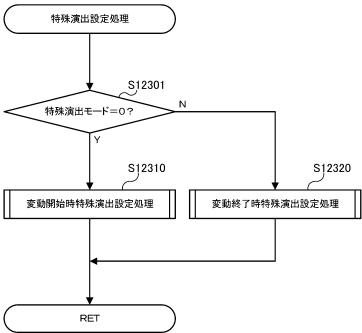 特殊演出設定処理
S12301
特殊演出モード=0?
N
Y
S12310
S12320
変動開始時特殊演出設定処理
変動終了時特殊演出設定処理
RET